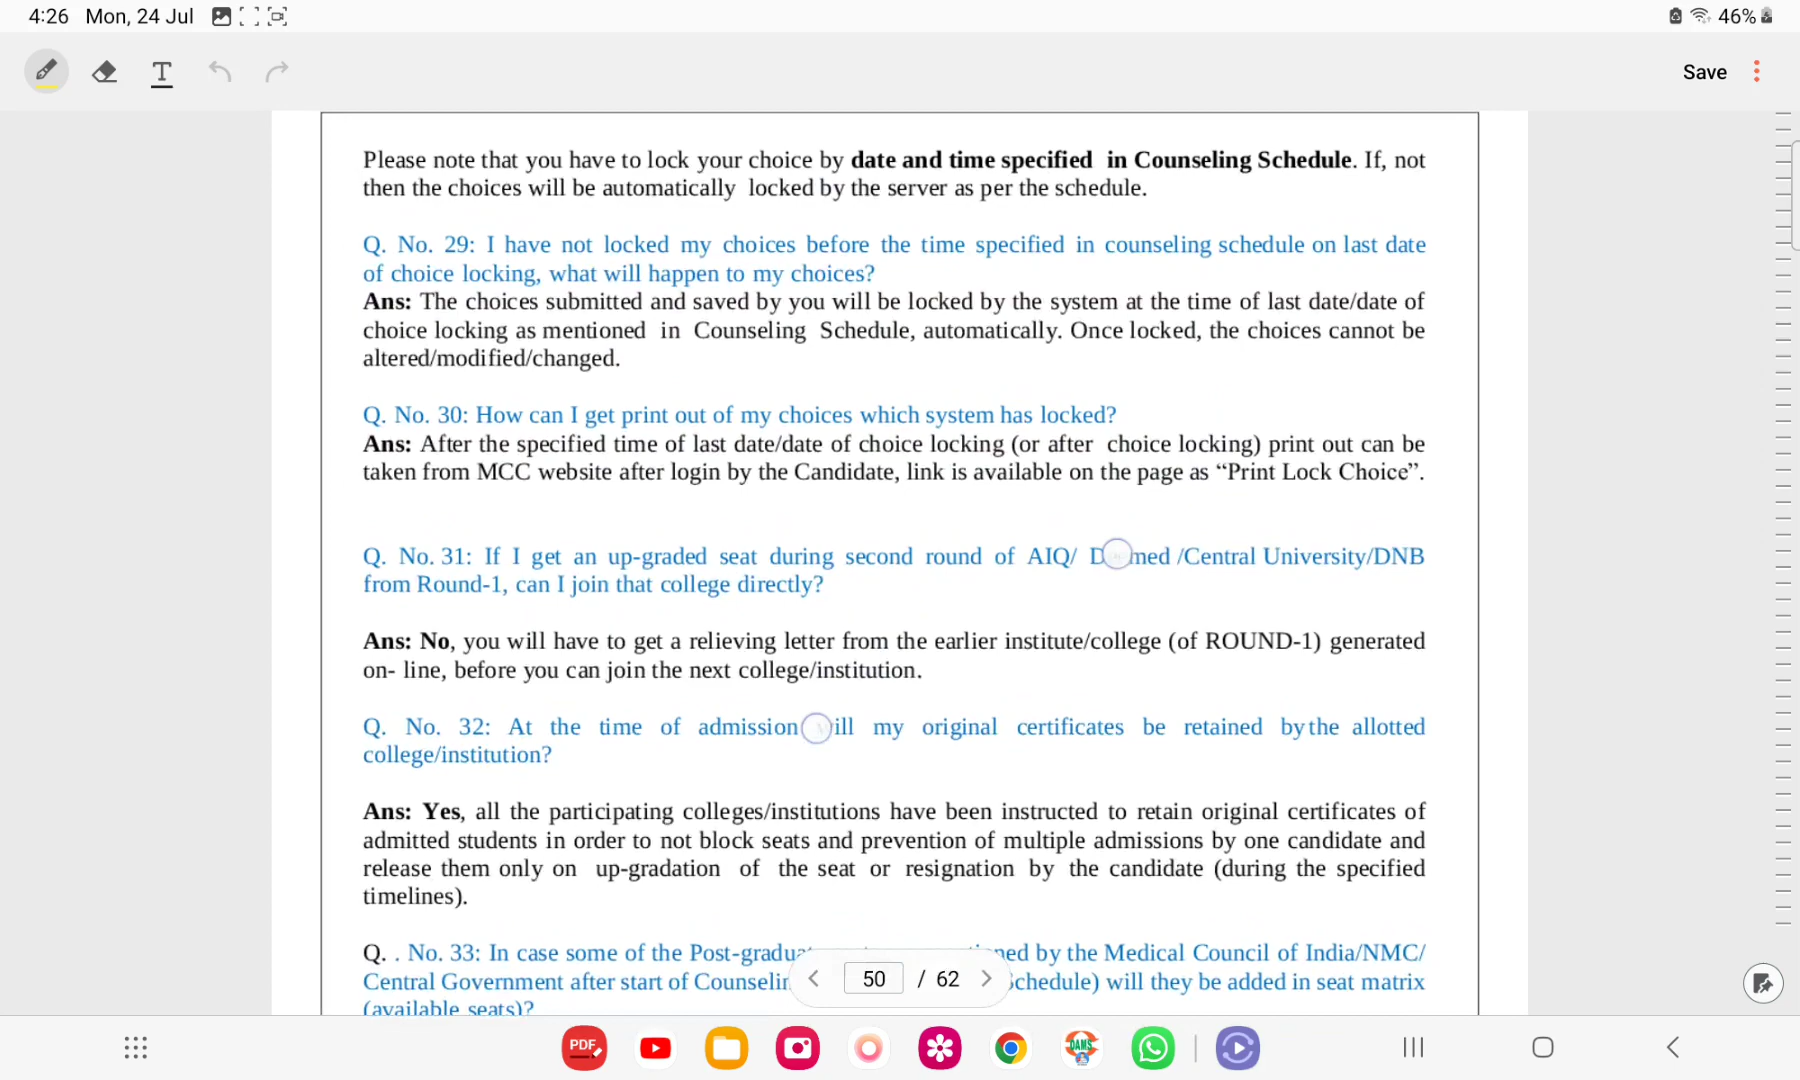 4:26 Mon, 24 Jul
46%
Save
Please note that you have to lock your choice by date and time specified in Counseling Schedule. If, not
then the choices will be automatically locked by the server as per the schedule.
Q. No. 29: I have not locked my choices before the time specified in counseling schedule on last date
of choice locking, what will happen to my choices?
Ans: The choices submitted and saved by you will be locked by the system at the time of last date/date of
choice locking as mentioned in Counseling Schedule, automatically. Once locked, the choices cannot be
altered/modified/changed.
Q. No. 30: How can I get print out of my choices which system has locked?
Ans: After the specified time of last date/date of choice locking (or after choice locking) print out can be
taken from MCC website after login by the Candidate, link is available on the page as “Print Lock Choice”.
Q. No. 31: If I get an up-graded seat during second round of AIQ/ Deemed /Central University/DNB
from Round-1, can I join that college directly?
Ans: No, you will have to get a relieving letter from the earlier institute/college (of ROUND-1) generated
on- line, before you can join the next college/institution.
Q. No. 32: At the time of admission will my original certificates be retained by the allotted
college/institution?
Ans: Yes, all the participating colleges/institutions have been instructed to retain original certificates of
admitted students in order to not block seats and prevention of multiple admissions by one candidate and
release them only on up-gradation of the seat or resignation by the candidate (during the specified
timelines).
Q. . No. 33: In case some of the Post-gradua ned by the Medical Council of India/NMC/
Central Government after start of Counselin Schedule) will they be added in seat matrix
(available seats)?
50 / 62
PDF
DAMS